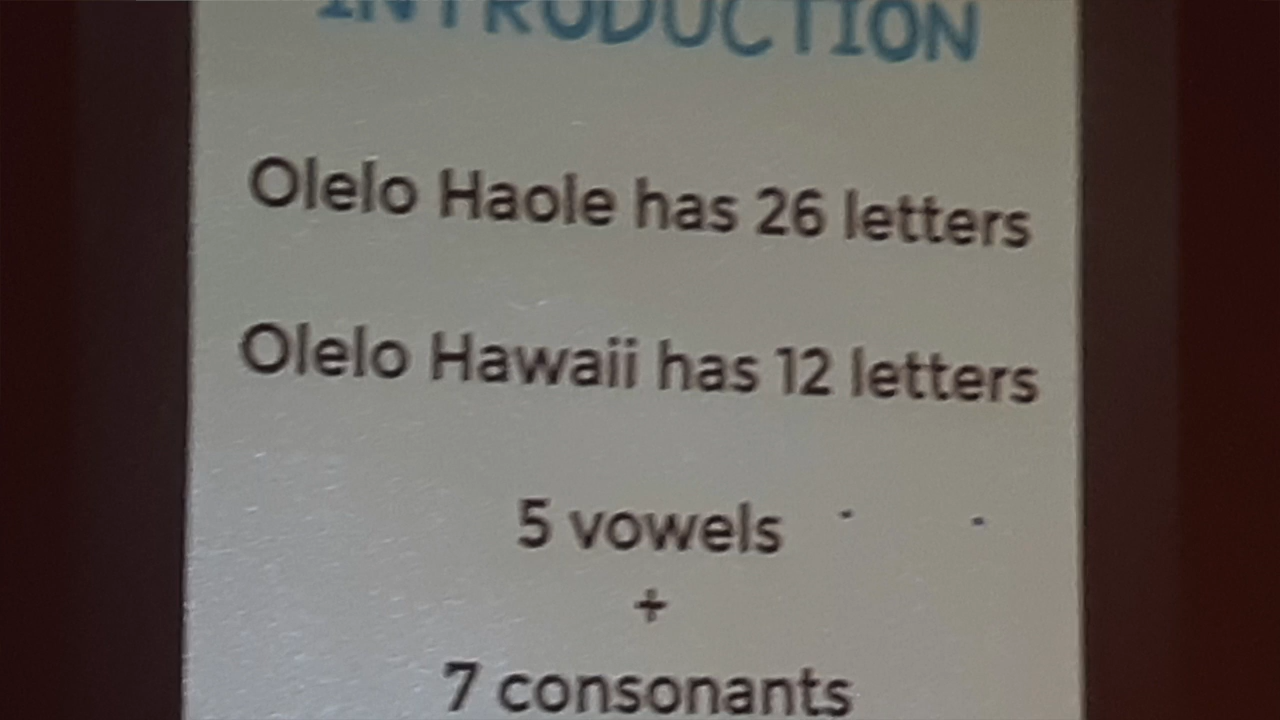 INTRODUCTION
Olelo Haole has 26 letters
Olelo Hawaii has 12 letters
5 vowels
+
7 consonants